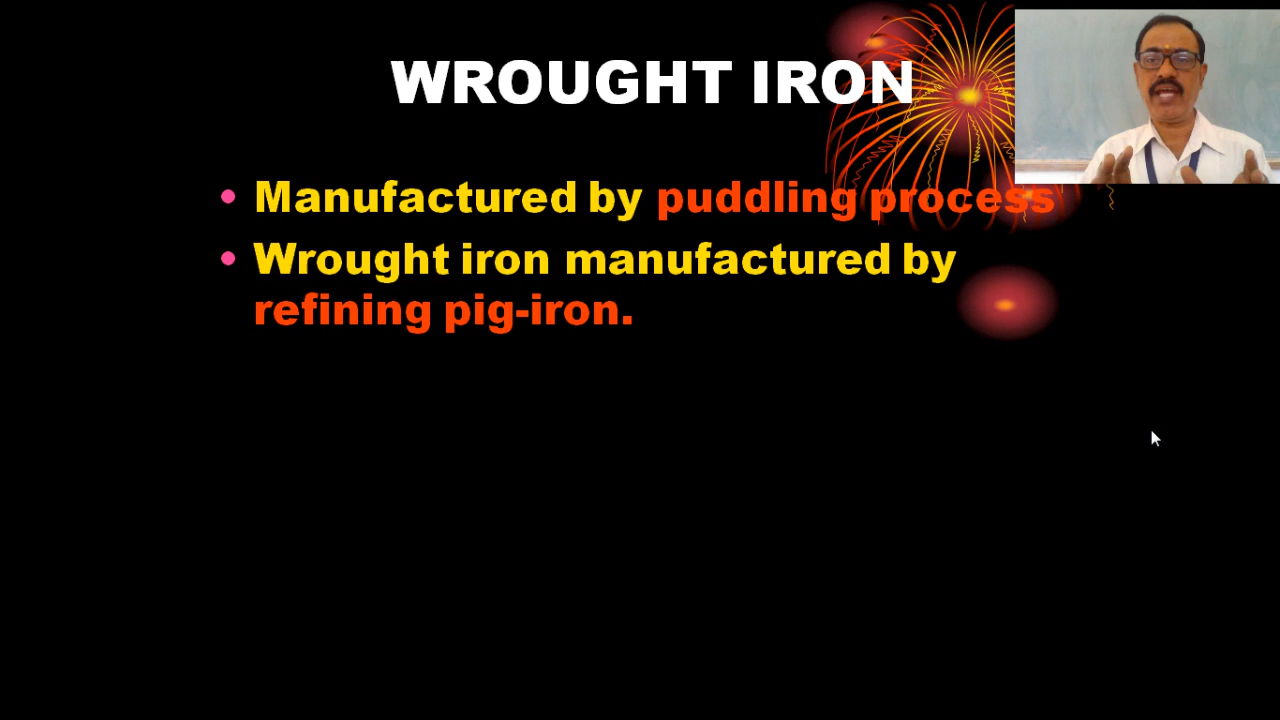 WROUGHT IRON
• Manufactured by puddling process
• Wrought iron manufactured by
refining pig-iron.